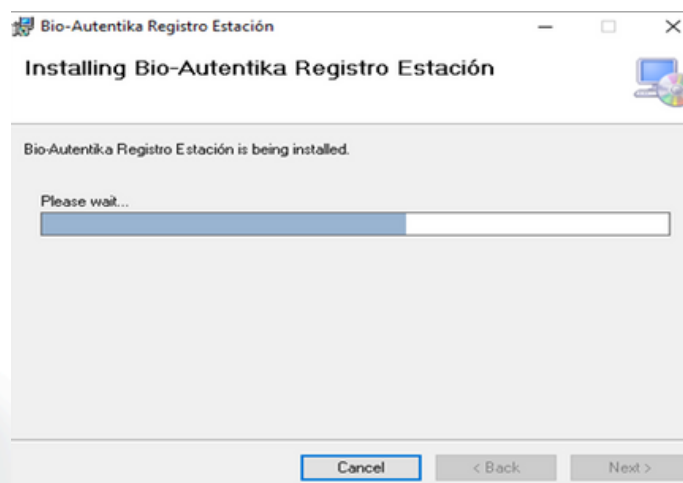 Bio-Autentika Registro Estación
Installing Bio-Autentika Registro Estación
Bio-Autentika Registro Estación is being installed.
Please wait...
Cancel
< Back
Next >